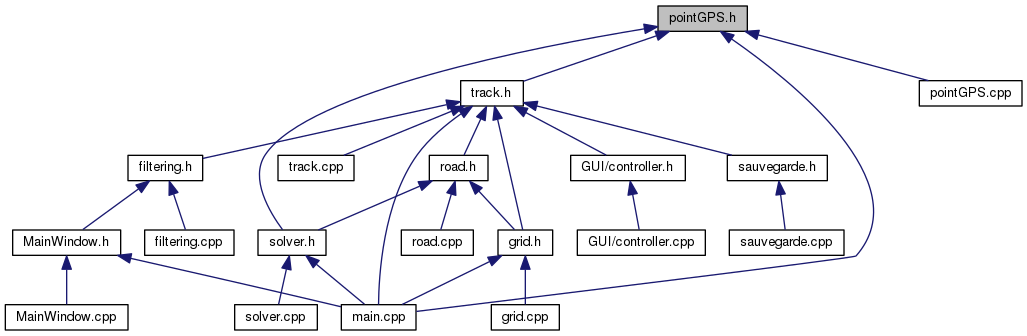 pointGPS.h
track.h
pointGPS.cpp
filtering.h
track.cpp
road.h
GUI/controller.h
sauvegarde.h
MainWindow.h
filtering.cpp
solver.h
road.cpp
grid.h
GUI/controller.cpp
sauvegarde.cpp
MainWindow.cpp
solver.cpp
main.cpp
grid.cpp